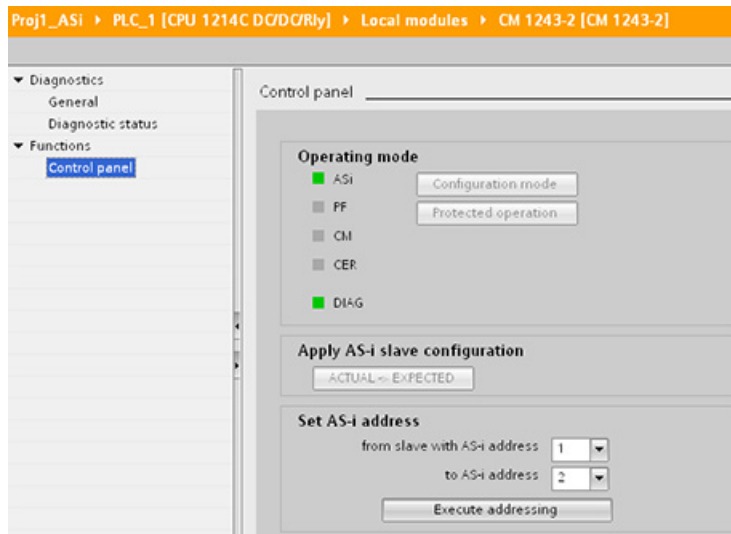 Proj1_ASi ▸ PLC_1 [CPU 1214C DC/DC/Rly] ▸ Local modules ▸ CM 1243-2 [CM 1243-2]
Diagnostics
General
Diagnostic status
Functions
Control panel
Control panel
Operating mode
ASi Configuration mode
PF Protected operation
CM
CER
DIAG
Apply AS-i slave configuration
ACTUAL -> EXPECTED
Set AS-i address
from slave with AS-i address 1
to AS-i address 2
Execute addressing